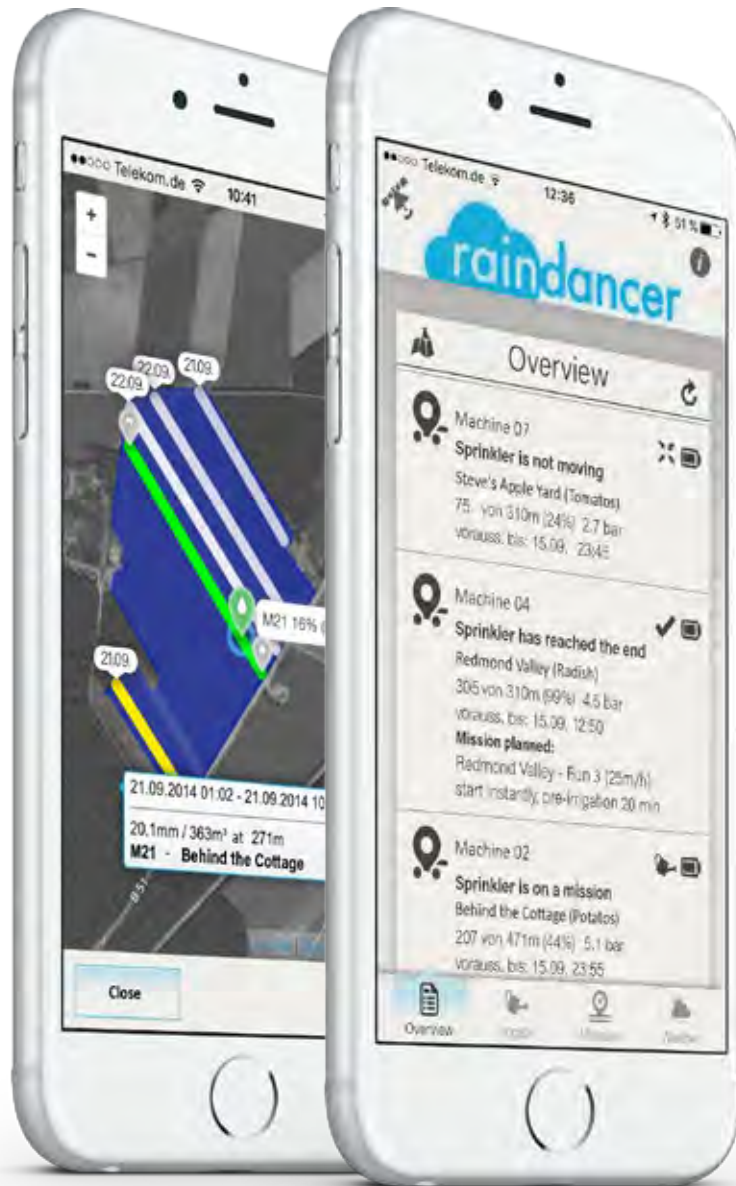 Telekom.de
10:41
+
-
22.09.
22.09.
21.09.
M21 16% (
21.09.
21.09.2014 01:02 - 21.09.2014 10
20.1mm / 363m³ at 271m
M21 - Behind the Cottage
B 51
Close
Telekom.de
12:36
51 %
raindancer
Overview
Machine 07
Sprinkler is not moving
Steve's Apple Yard (Tomatos)
75 von 310m (24%) 2.7 bar
vorauss. bis: 15.09. 23:45
Machine 04
Sprinkler has reached the end
Redmond Valley (Radish)
305 von 310m (99%) 4.5 bar
vorauss. bis: 15.09. 12:50
Mission planned:
Redmond Valley - Run 3 (25m/h)
start instantly, pre-irrigation 20 min
Machine 02
Sprinkler is on a mission
Behind the Cottage (Potatos)
207 von 471m (44%) 5.1 bar
vorauss. bis: 15.09. 23:55
Overview